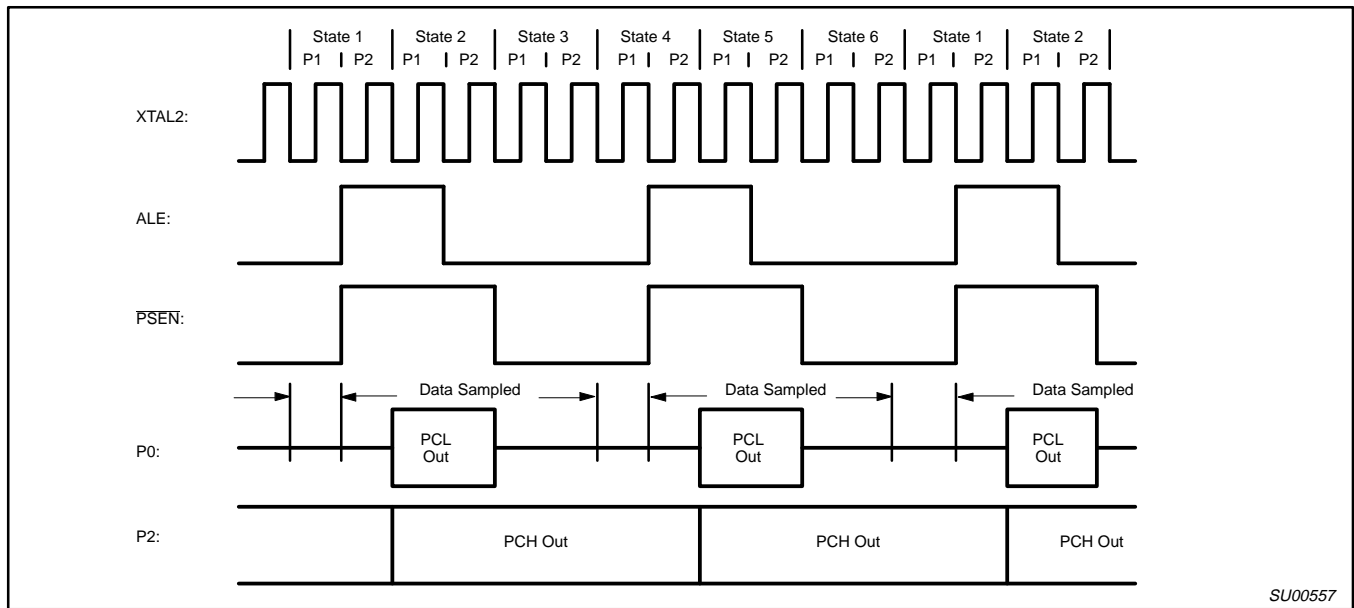 State 1 State 2 State 3 State 4 State 5 State 6 State 1 State 2
P1 P2 P1 P2 P1 P2 P1 P2 P1 P2 P1 P2 P1 P2 P1 P2
XTAL2:
ALE:
PSEN:
Data Sampled Data Sampled Data Sampled
P0:
PCL
Out
PCL
Out
PCL
Out
P2:
PCH Out PCH Out PCH Out
SU00557